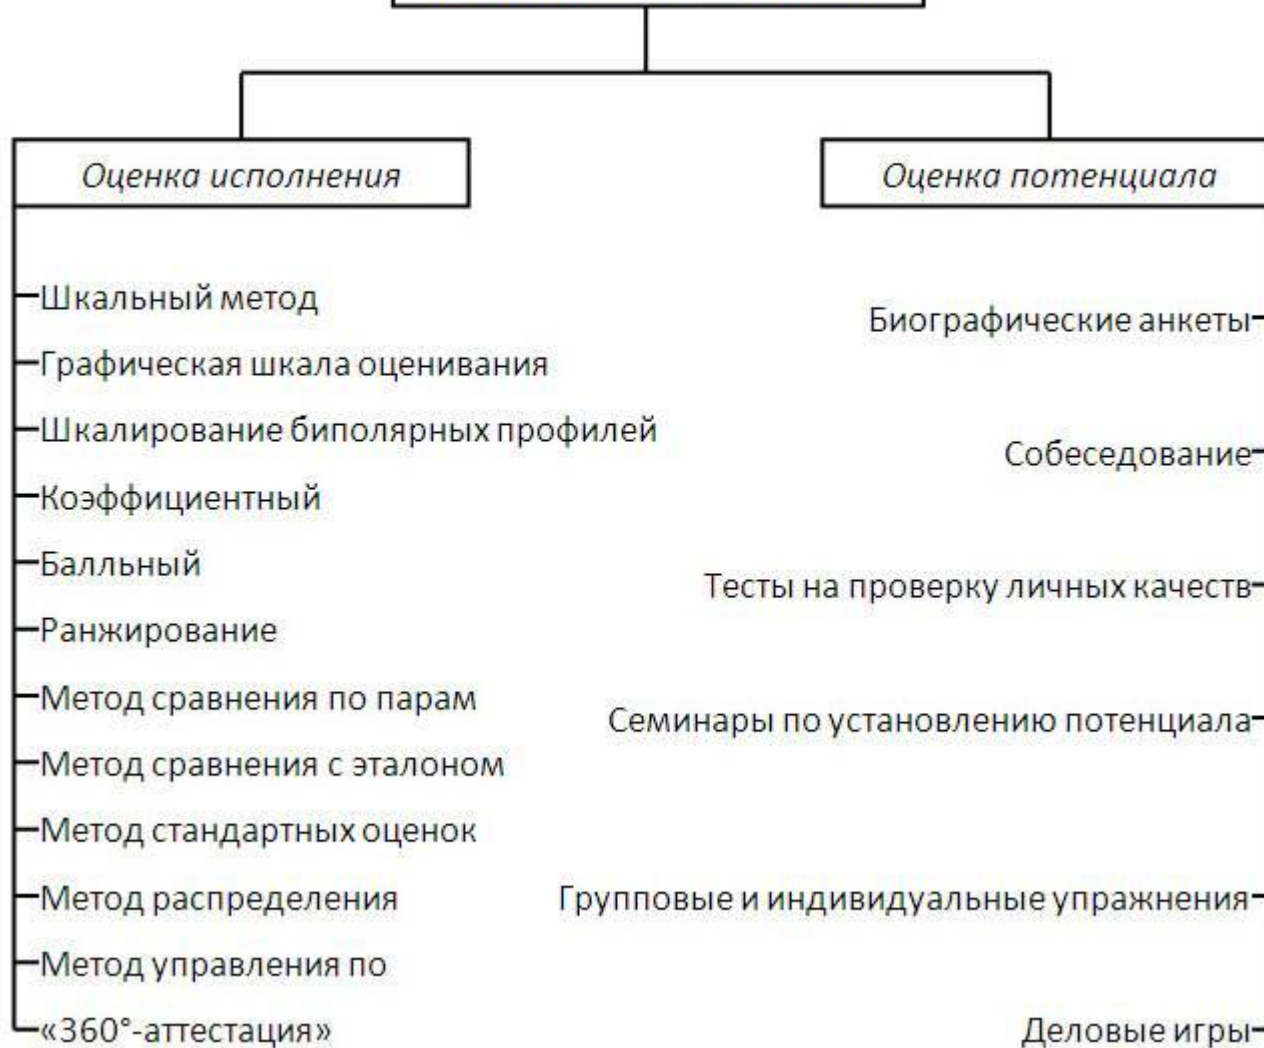 Оценка исполнения
Шкальный метод
Графическая шкала оценивания
Шкалирование биполярных профилей
Коэффициентный
Балльный
Ранжирование
Метод сравнения по парам
Метод сравнения с эталоном
Метод стандартных оценок
Метод распределения
Метод управления по
«360°-аттестация»
Оценка потенциала
Биографические анкеты
Собеседование
Тесты на проверку личных качеств
Семинары по установлению потенциала
Групповые и индивидуальные упражнения
Деловые игры